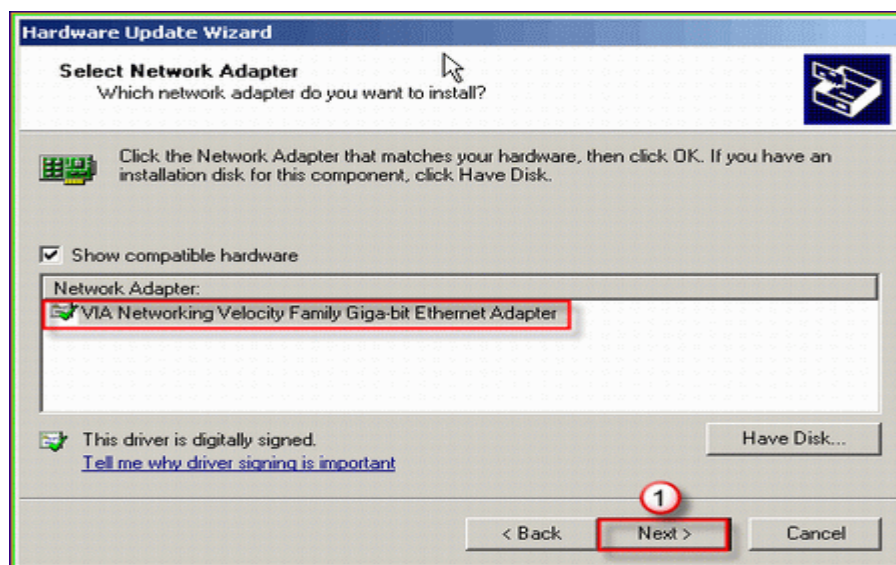 Hardware Update Wizard
Select Network Adapter
Which network adapter do you want to install?
Click the Network Adapter that matches your hardware, then click OK. If you have an
installation disk for this component, click Have Disk.
Show compatible hardware
Network Adapter:
VIA Networking Velocity Family Giga-bit Ethernet Adapter
This driver is digitally signed.
Tell me why driver signing is important
Have Disk...
1
< Back
Next >
Cancel